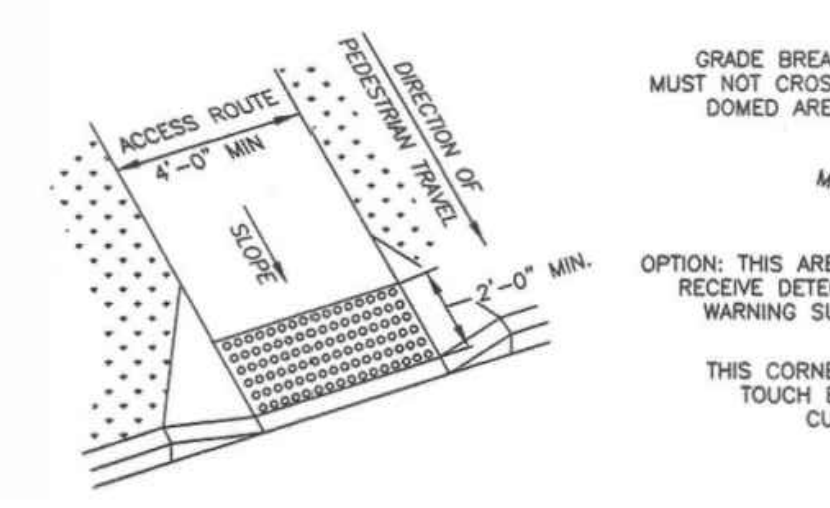 ACCESS ROUTE
4'-0" MIN
DIRECTION OF
PEDESTRIAN TRAVEL
SLOPE
2'-0" MIN.
GRADE BREA
MUST NOT CROS
DOMED ARE
M
OPTION: THIS ARE
RECEIVE DETE
WARNING SU
THIS CORNE
TOUCH
CU